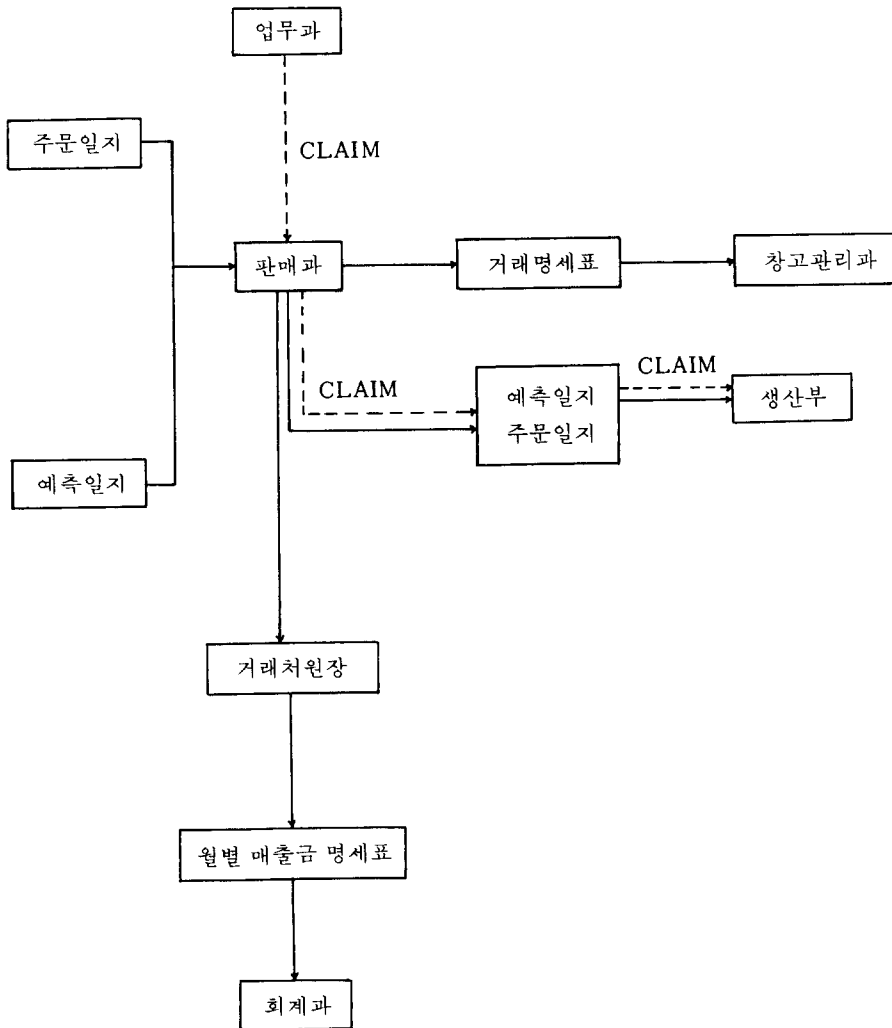 업무과
주문일지
CLAIM
판매과
거래명세표
창고관리과
CLAIM
CLAIM
예측일지
주문일지
생산부
예측일지
거래처원장
월별 매출금 명세표
회계과